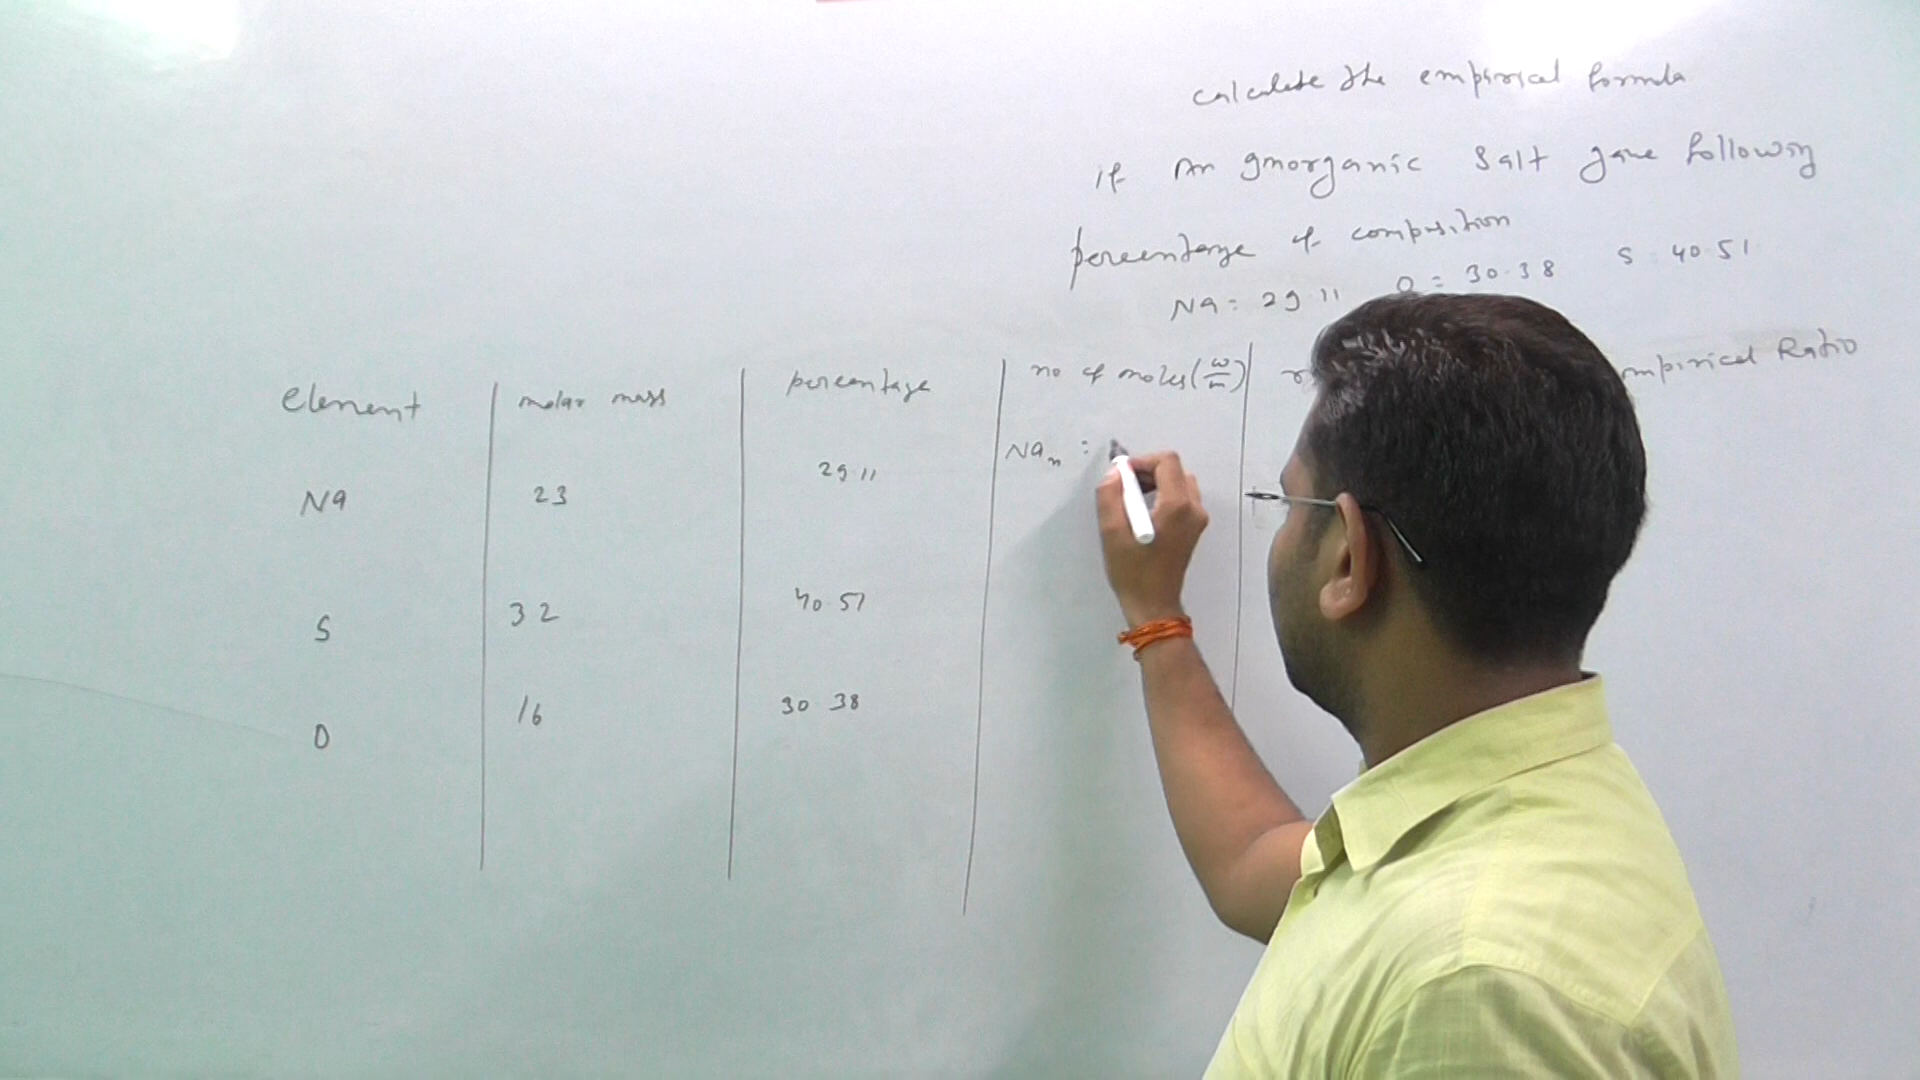 calculate the empirical formula
if An Inorganic Salt gave following
percentage of composition
Na = 29.11 O = 30.38 S = 40.51
element molar mass percentage no of moles (w/m) Empirical Ratio
Na 23 29.11 Na n =
S 32 40.51
O 16 30.38